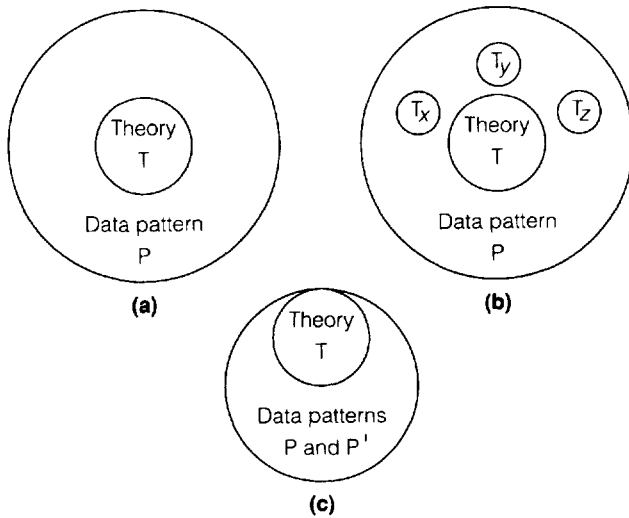 Theory
T
Data pattern
P
(a)
Ty
Tx
Tz
Theory
T
Data pattern
P
(b)
Theory
T
Data patterns
P and P'
(c)